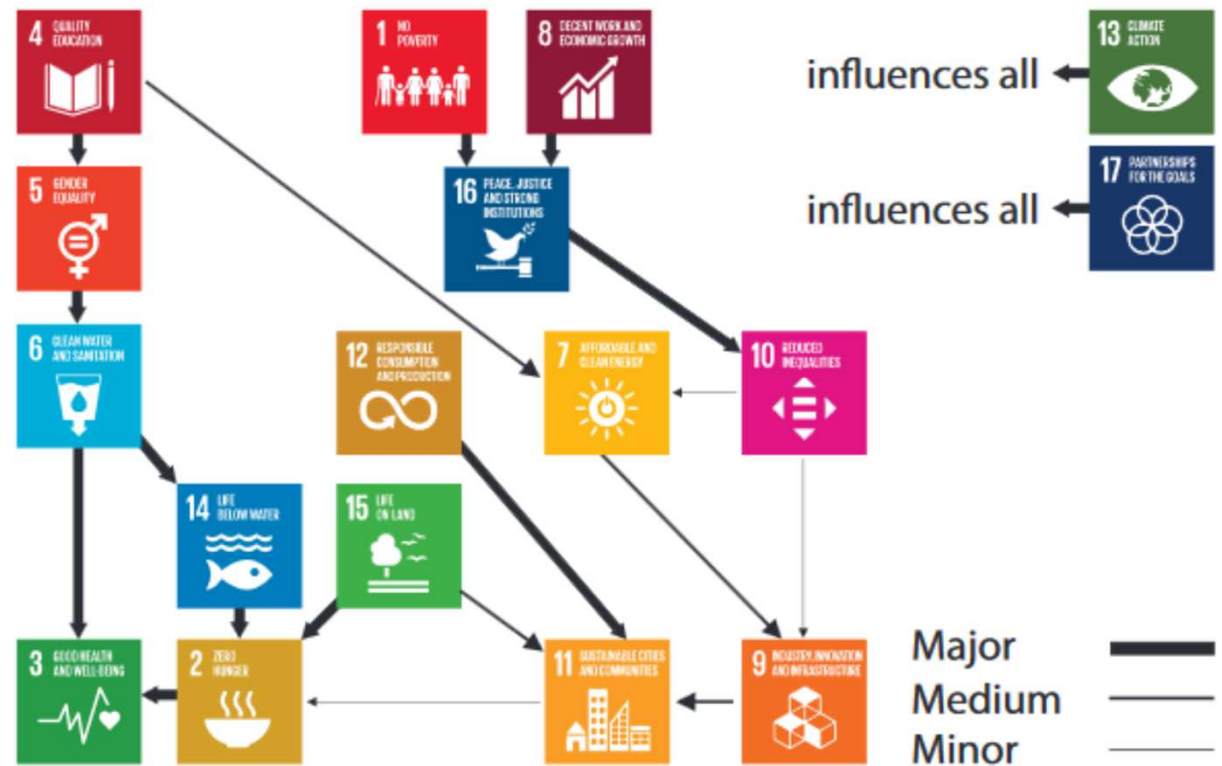 4 QUALITY
EDUCATION
1 NO
POVERTY
8 DECENT WORK AND
ECONOMIC GROWTH
13 CLIMATE
ACTION
influences all
5 GENDER
EQUALITY
16 PEACE, JUSTICE
AND STRONG
INSTITUTIONS
17 PARTNERSHIPS
FOR THE GOALS
influences all
6 CLEAN WATER
AND SANITATION
12 RESPONSIBLE
CONSUMPTION
AND PRODUCTION
7 AFFORDABLE AND
CLEAN ENERGY
10 REDUCED
INEQUALITIES
14 LIFE
BELOW WATER
15 LIFE
ON LAND
3 GOOD HEALTH
AND WELL-BEING
2 ZERO
HUNGER
11 SUSTAINABLE CITIES
AND COMMUNITIES
9 INDUSTRY, INNOVATION
AND INFRASTRUCTURE
Major
Medium
Minor